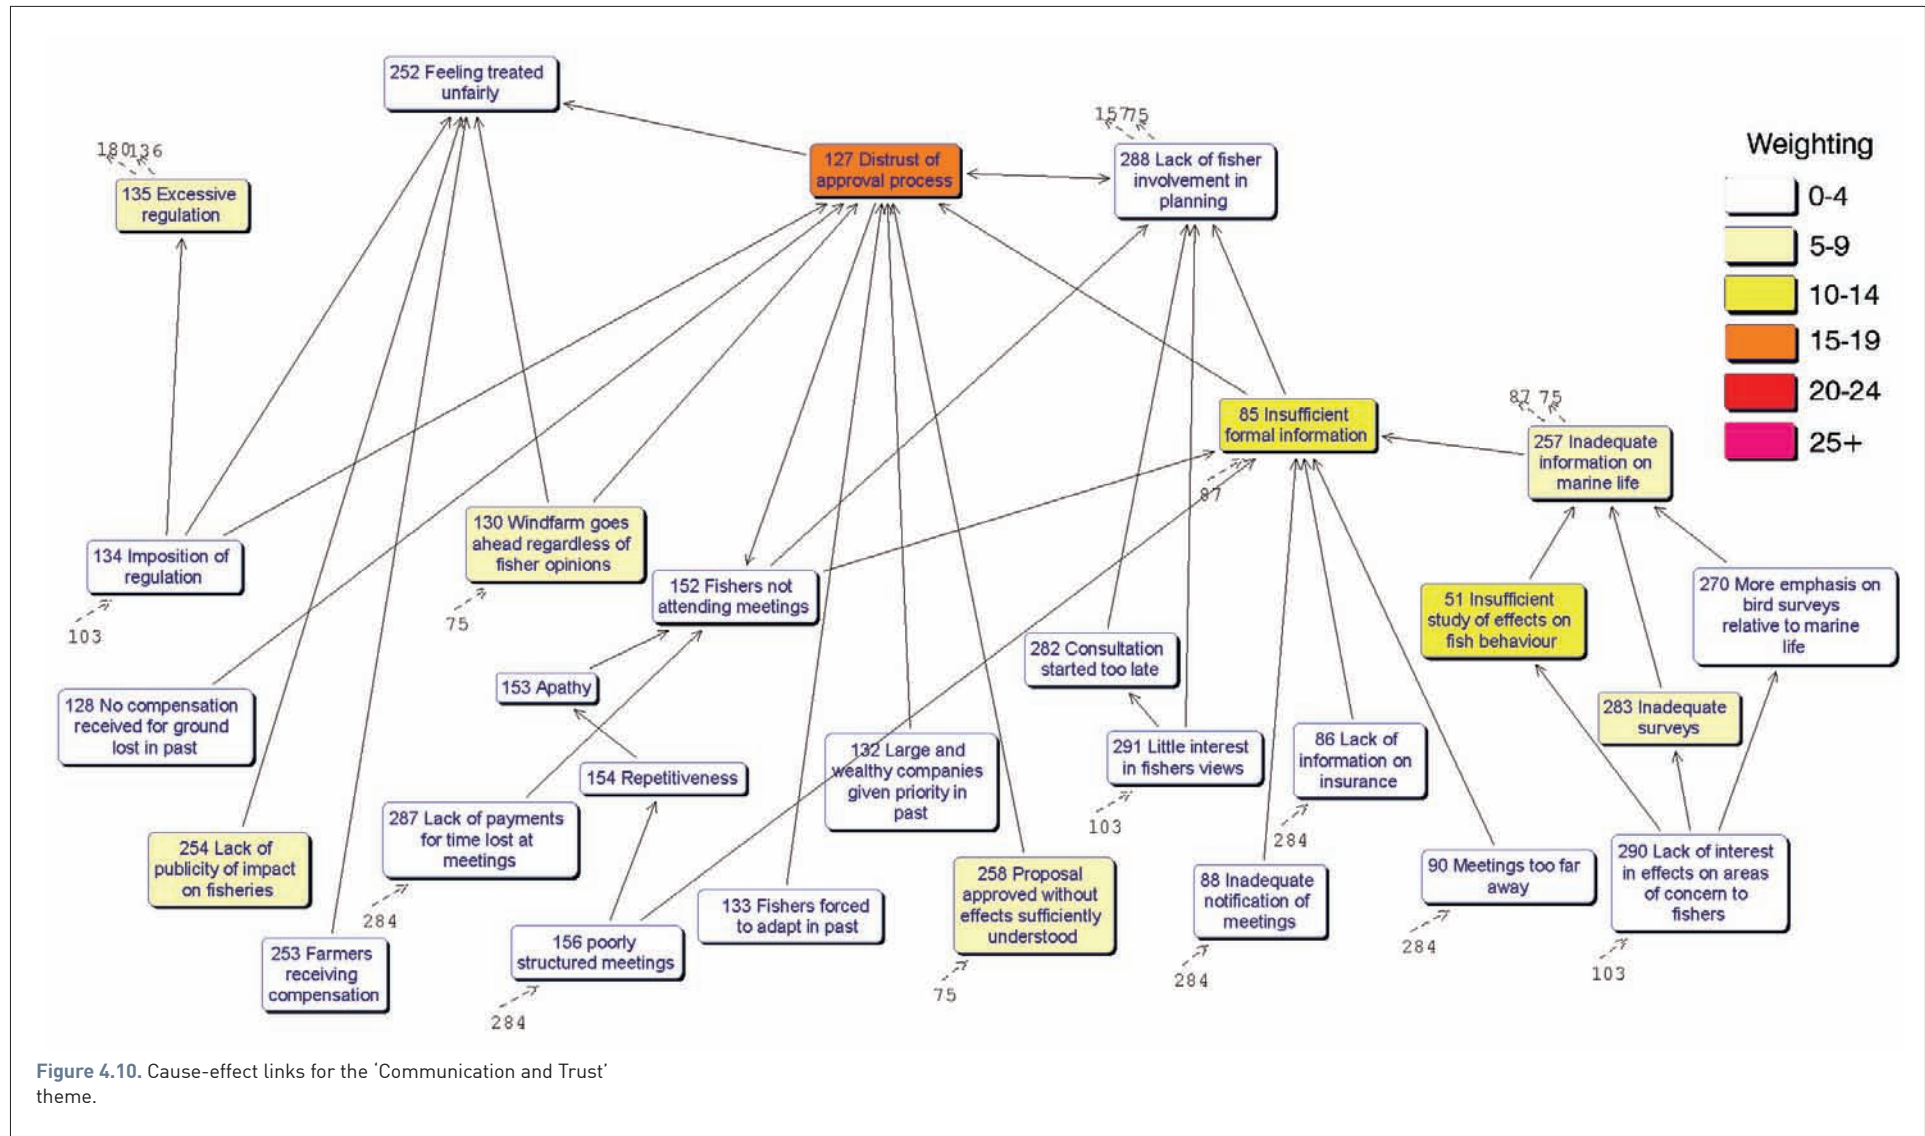 252 Feeling treated
unfairly
15775
180136
127 Distrust of
approval process
288 Lack of fisher
involvement in
planning
Weighting
0-4
5-9
10-14
15-19
20-24
25+
135 Excessive
regulation
87 75
85 Insufficient
formal information
257 Inadequate
information on
marine life
87
134 Imposition of
regulation
103
130 Windfarm goes
ahead regardless of
fisher opinions
75
152 Fishers not
attending meetings
51 Insufficient
study of effects on
fish behaviour
270 More emphasis on
bird surveys
relative to marine
life
282 Consultation
started too late
153 Apathy
128 No compensation
received for ground
lost in past
283 Inadequate
surveys
154 Repetitiveness
132 Large and
wealthy companies
given priority in
past
291 Little interest
in fishers views
103
86 Lack of
information on
insurance
284
287 Lack of payments
for time lost at
meetings
284
254 Lack of
publicity of impact
on fisheries
258 Proposal
approved without
effects sufficiently
understood
75
88 Inadequate
notification of
meetings
284
90 Meetings too far
away
284
290 Lack of interest
in effects on areas
of concern to
fishers
103
133 Fishers forced
to adapt in past
156 poorly
structured meetings
284
253 Farmers
receiving
compensation
Figure 4.10. Cause-effect links for the ‘Communication and Trust’
theme.